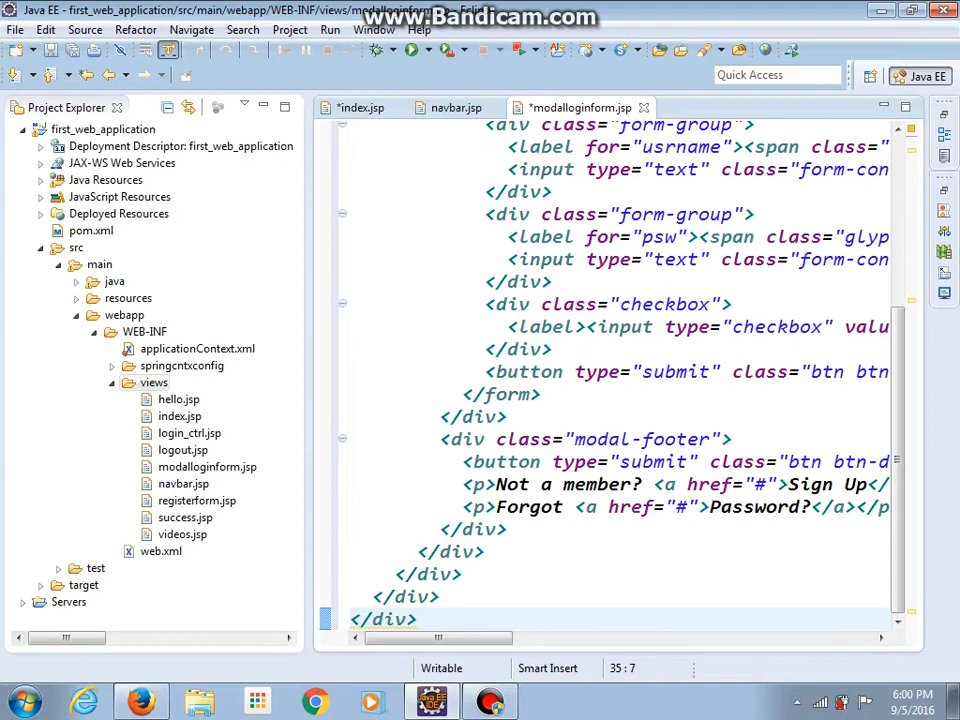 Java EE - first_web_application/src/main/webapp/WEB-INF/views/modalloginform.jsp - Eclipse
www.Bandicam.com
File Edit Source Refactor Navigate Search Project Run Window Help
Quick Access
Java EE
Project Explorer
*index.jsp
navbar.jsp
*modalloginform.jsp
first_web_application
Deployment Descriptor: first_web_application
JAX-WS Web Services
Java Resources
JavaScript Resources
Deployed Resources
pom.xml
src
main
java
resources
webapp
WEB-INF
applicationContext.xml
springcntxconfig
views
hello.jsp
index.jsp
login_ctrl.jsp
logout.jsp
modalloginform.jsp
navbar.jsp
registerform.jsp
success.jsp
videos.jsp
web.xml
test
target
Servers
<div class="form-group">
<label for="usrname"><span class="
<input type="text" class="form-con
</div>
<div class="form-group">
<label for="psw"><span class="glyp
<input type="text" class="form-con
</div>
<div class="checkbox">
<label><input type="checkbox" valu
</div>
<button type="submit" class="btn btn
</form>
</div>
<div class="modal-footer">
<button type="submit" class="btn btn-d
<p>Not a member? <a href="#">Sign Up</
<p>Forgot <a href="#">Password?</a></p
</div>
</div>
</div>
</div>
</div>
Writable
Smart Insert
35 : 7
6:00 PM
9/5/2016